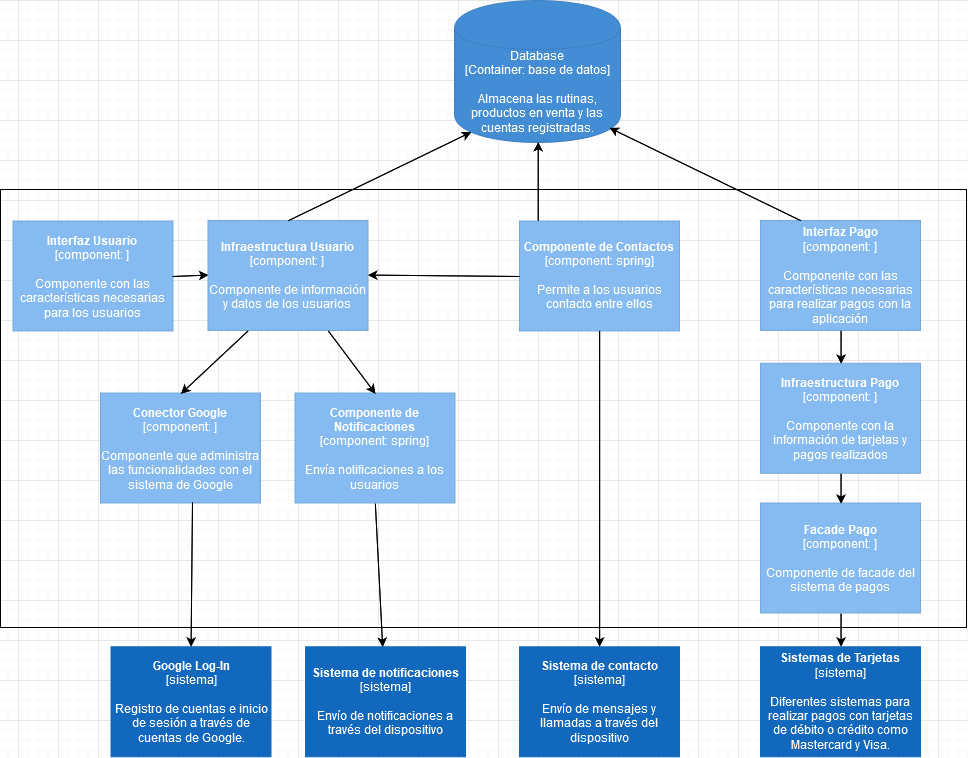 Database
[Container: base de datos]
Almacena las rutinas,
productos en venta y las
cuentas registradas.
Interfaz Usuario
[component: ]
Componente con las
características necesarias
para los usuarios
Infraestructura Usuario
[component: ]
Componente de información
y datos de los usuarios
Componente de Contactos
[component: spring]
Permite a los usuarios
contacto entre ellos
Interfaz Pago
[component: ]
Componente con las
características necesarias
para realizar pagos con la
aplicación
Conector Google
[component: ]
Componente que administra
las funcionalidades con el
sistema de Google
Componente de
Notificaciones
[component: spring]
Envía notificaciones a los
usuarios
Infraestructura Pago
[component: ]
Componente con la
información de tarjetas y
pagos realizados
Facade Pago
[component: ]
Componente de facade del
sistema de pagos
Google Log-In
[sistema]
Registro de cuentas e inicio
de sesión a través de
cuentas de Google.
Sistema de notificaciones
[sistema]
Envío de notificaciones a
través del dispositivo
Sistema de contacto
[sistema]
Envío de mensajes y
llamadas a través del
dispositivo
Sistemas de Tarjetas
[sistema]
Diferentes sistemas para
realizar pagos con tarjetas
de débito o crédito como
Mastercard y Visa.